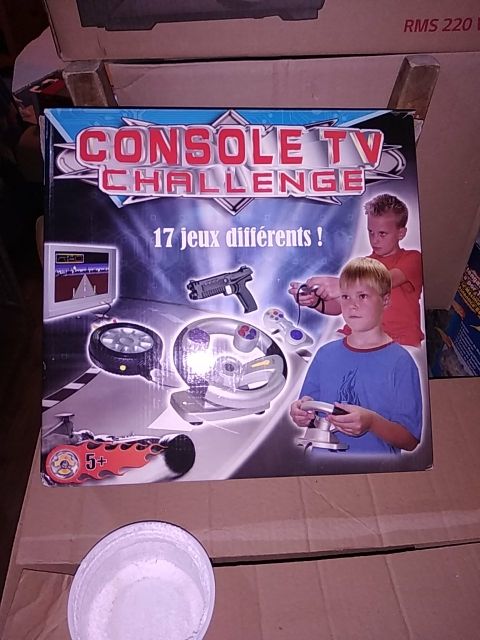 RMS 220
CONSOLE TV
CHALLENGE
17 jeux différents !
5+